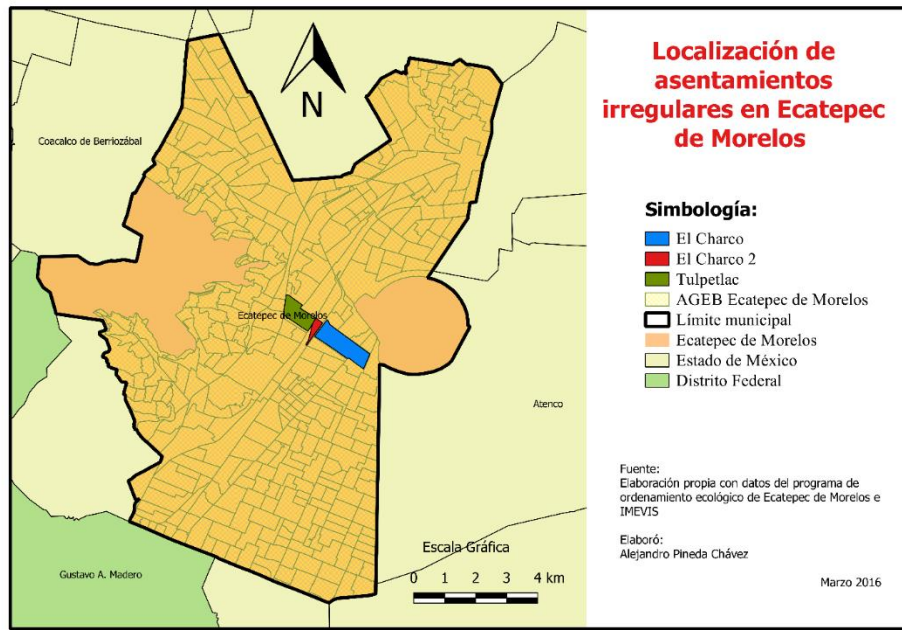 Localización de
asentamientos
irregulares en Ecatepec
de Morelos
N
Coacalco de Berriozábal
Ecatepec de Morelos
Atenco
Gustavo A. Madero
Escala Gráfica
0 1 2 3 4 km
Simbología:
El Charco
El Charco 2
Tulpetlac
AGEB Ecatepec de Morelos
Límite municipal
Ecatepec de Morelos
Estado de México
Distrito Federal
Fuente:
Elaboración propia con datos del programa de
ordenamiento ecológico de Ecatepec de Morelos e
IMEVIS
Elaboró:
Alejandro Pineda Chávez
Marzo 2016